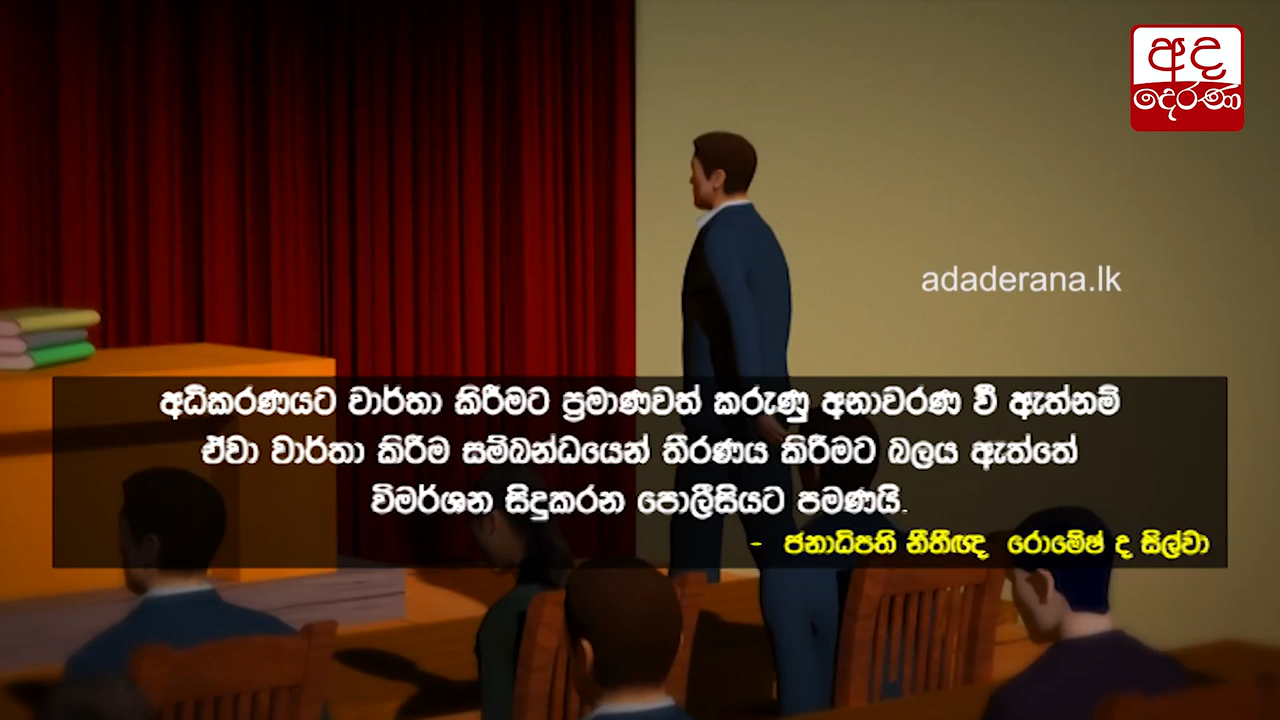 අද
දෙරණ
adaderana.lk
අධිකරණයට වාර්තා කිරීමට ප්‍රමාණවත් කරුණු අනාවරණ වී ඇත්නම්
ඒවා වාර්තා කිරීම සම්බන්ධයෙන් තීරණය කිරීමට බලය ඇත්තේ
විමර්ශන සිදුකරන පොලීසියට පමණයි.
- ජනාධිපති නීතීඥ රොමේෂ් ද සිල්වා